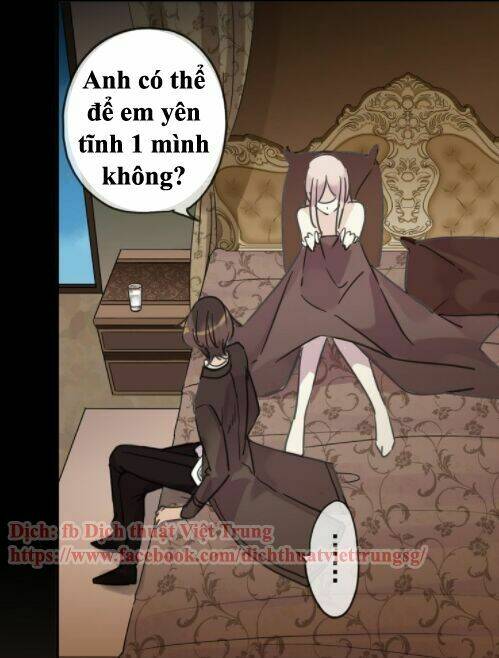 Anh có thể
để em yên
tĩnh 1 mình
không?
.......
Dịch: fb Dịch thuật Việt Trung
https://www.facebook.com/dichthuatviettrungsg/